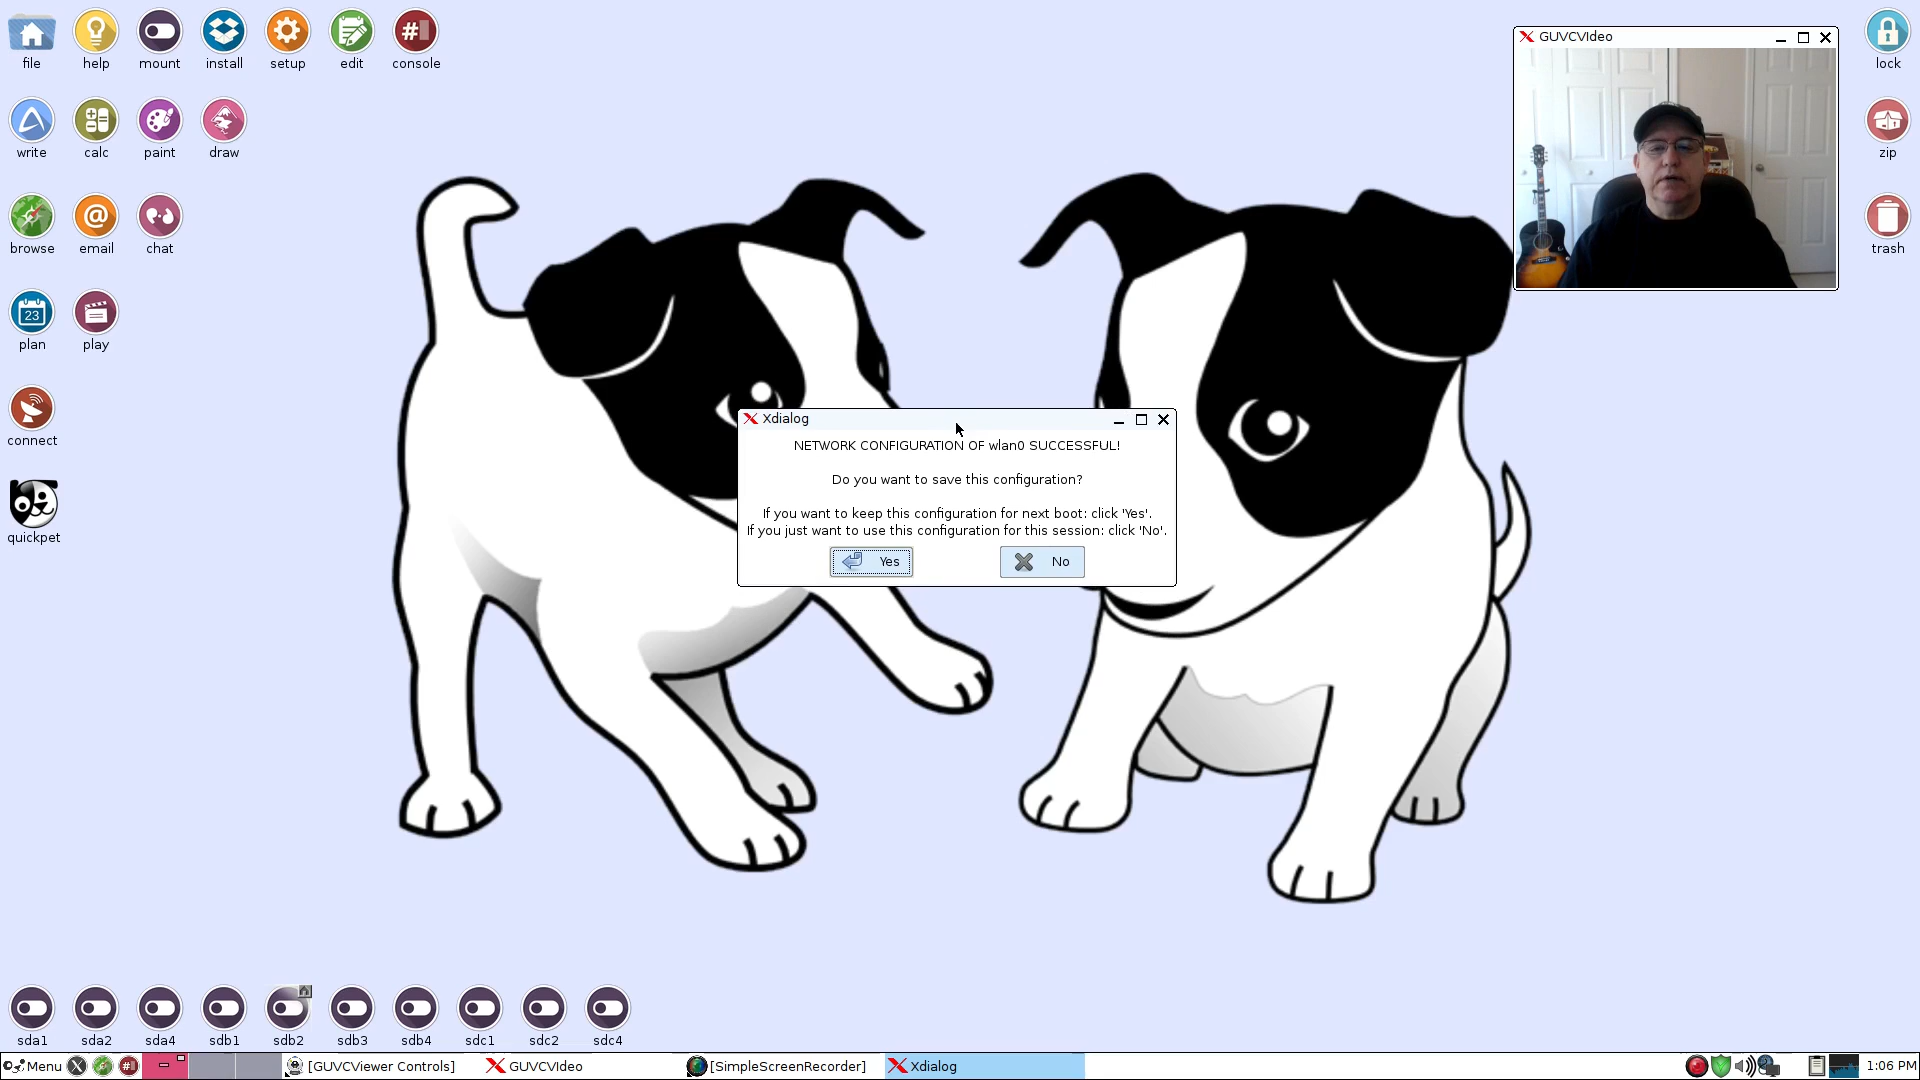 file
help
mount
install
setup
edit
console
write
calc
paint
draw
browse
email
chat
23
plan
play
connect
quickpet
GUVCVIdeo
lock
zip
trash
Xdialog
NETWORK CONFIGURATION OF wlan0 SUCCESSFUL!
Do you want to save this configuration?
If you want to keep this configuration for next boot: click 'Yes'.
If you just want to use this configuration for this session: click 'No'.
Yes
No
sda1
sda2
sda4
sdb1
sdb2
sdb3
sdb4
sdc1
sdc2
sdc4
Menu
[GUVCViewer Controls]
GUVCVIdeo
[SimpleScreenRecorder]
Xdialog
1:06 PM